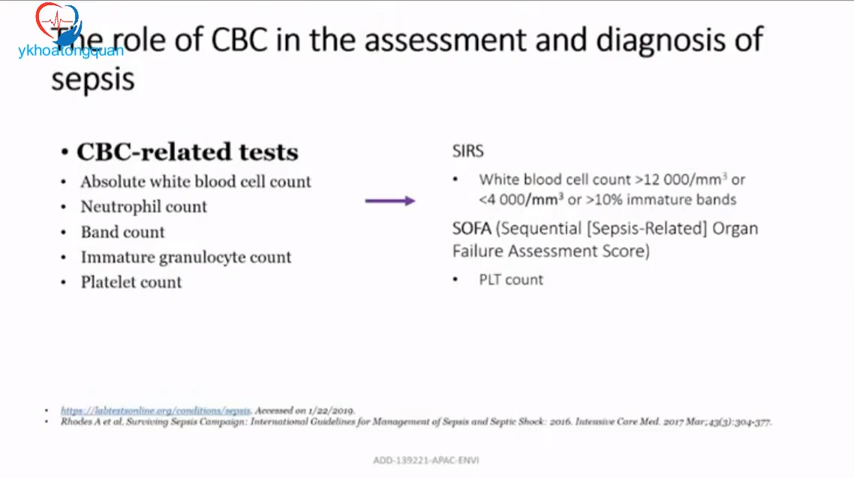 The role of CBC in the assessment and diagnosis of
sepsis
ykhoatongquan
• CBC-related tests
• Absolute white blood cell count
• Neutrophil count
• Band count
• Immature granulocyte count
• Platelet count
SIRS
• White blood cell count >12 000/mm³ or
<4 000/mm³ or >10% immature bands
SOFA (Sequential [Sepsis-Related] Organ
Failure Assessment Score)
• PLT count
• https://labtestsonline.org/conditions/sepsis. Accessed on 1/22/2019.
• Rhodes A et al. Surviving Sepsis Campaign: International Guidelines for Management of Sepsis and Septic Shock: 2016. Intensive Care Med. 2017 Mar;43(3):304-377.
ADD-139221-APAC-ENVI